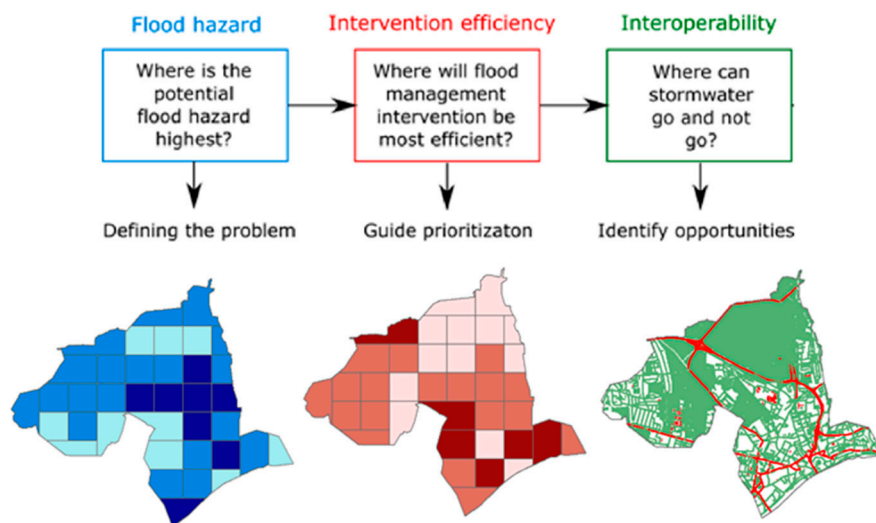 Flood hazard
Intervention efficiency
Interoperability
Where is the
potential
flood hazard
highest?
Where will flood
management
intervention be
most efficient?
Where can
stormwater
go and not
go?
Defining the problem
Guide prioritizaton
Identify opportunities